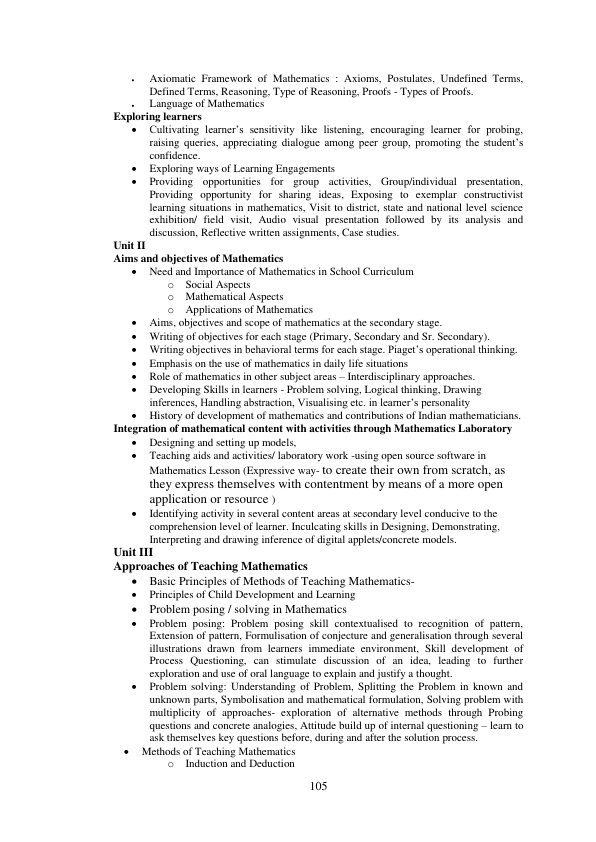 • Axiomatic Framework of Mathematics : Axioms, Postulates, Undefined Terms,
Defined Terms, Reasoning, Type of Reasoning, Proofs - Types of Proofs.
• Language of Mathematics
Exploring learners
• Cultivating learner's sensitivity like listening, encouraging learner for probing,
raising queries, appreciating dialogue among peer group, promoting the student's
confidence.
• Exploring ways of Learning Engagements
• Providing opportunities for group activities, Group/individual presentation,
Providing opportunity for sharing ideas, Exposing to exemplar constructivist
learning situations in mathematics, Visit to district, state and national level science
exhibition/ field visit, Audio visual presentation followed by its analysis and
discussion, Reflective written assignments, Case studies.
Unit II
Aims and objectives of Mathematics
• Need and Importance of Mathematics in School Curriculum
o Social Aspects
o Mathematical Aspects
o Applications of Mathematics
• Aims, objectives and scope of mathematics at the secondary stage.
• Writing of objectives for each stage (Primary, Secondary and Sr. Secondary).
• Writing objectives in behavioral terms for each stage. Piaget's operational thinking.
• Emphasis on the use of mathematics in daily life situations
• Role of mathematics in other subject areas – Interdisciplinary approaches.
• Developing Skills in learners - Problem solving, Logical thinking, Drawing
inferences, Handling abstraction, Visualising etc. in learner's personality
• History of development of mathematics and contributions of Indian mathematicians.
Integration of mathematical content with activities through Mathematics Laboratory
• Designing and setting up models,
• Teaching aids and activities/ laboratory work -using open source software in
Mathematics Lesson (Expressive way- to create their own from scratch, as
they express themselves with contentment by means of a more open
application or resource )
• Identifying activity in several content areas at secondary level conducive to the
comprehension level of learner. Inculcating skills in Designing, Demonstrating,
Interpreting and drawing inference of digital applets/concrete models.
Unit III
Approaches of Teaching Mathematics
• Basic Principles of Methods of Teaching Mathematics-
• Principles of Child Development and Learning
• Problem posing / solving in Mathematics
• Problem posing: Problem posing skill contextualised to recognition of pattern,
Extension of pattern, Formulisation of conjecture and generalisation through several
illustrations drawn from learners immediate environment, Skill development of
Process Questioning, can stimulate discussion of an idea, leading to further
exploration and use of oral language to explain and justify a thought.
• Problem solving: Understanding of Problem, Splitting the Problem in known and
unknown parts, Symbolisation and mathematical formulation, Solving problem with
multiplicity of approaches- exploration of alternative methods through Probing
questions and concrete analogies, Attitude build up of internal questioning – learn to
ask themselves key questions before, during and after the solution process.
• Methods of Teaching Mathematics
o Induction and Deduction
105